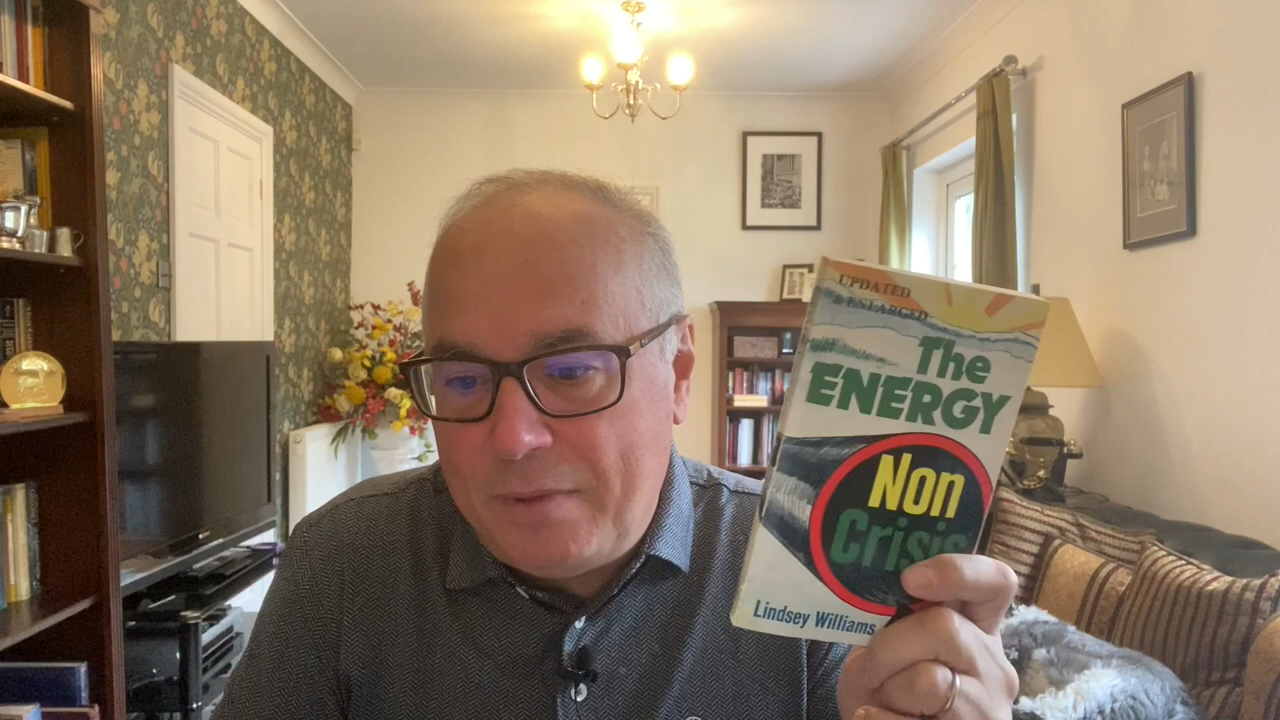 UPDATED
& ENLARGED
The
ENERGY
Non
Crisis
Lindsey Williams